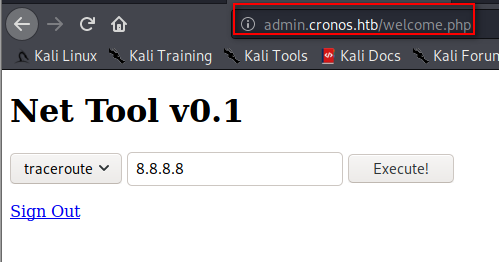 admin.cronos.htb/welcome.php
Kali Linux Kali Training Kali Tools Kali Docs Kali Forum
Net Tool v0.1
traceroute 8.8.8.8 Execute!
Sign Out